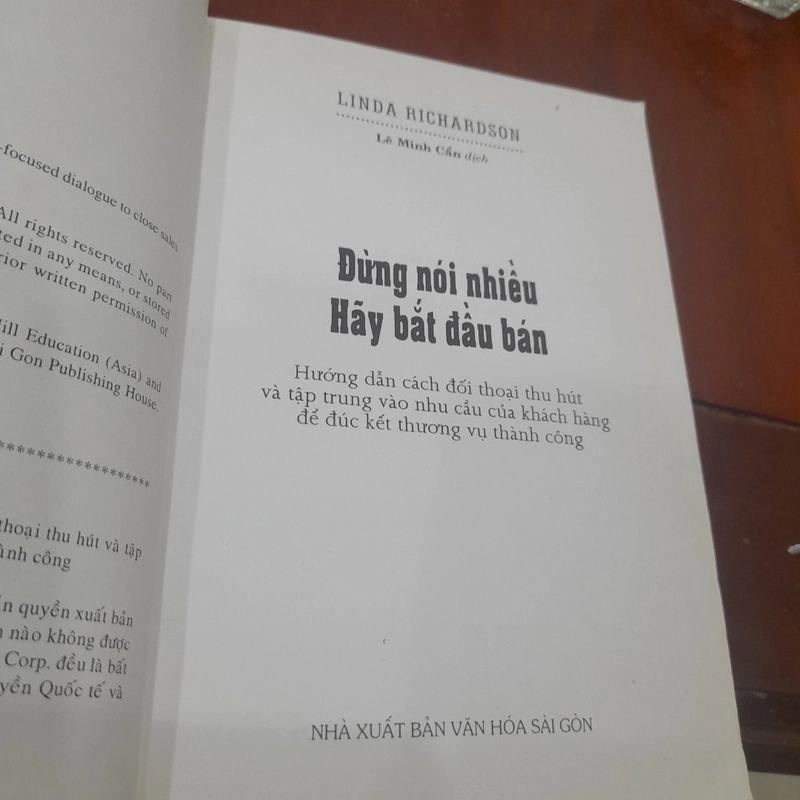 -focused dialogue to close sales
All rights reserved. No part
ted in any means, or stored
rior written permission of
Hill Education (Asia) and
i Gon Publishing House.
******************
thoại thu hút và tập
ành công
n quyền xuất bản
n nào không được
Corp. đều là bất
yền Quốc tế và
LINDA RICHARDSON
Lê Minh Cẩn dịch
Đừng nói nhiều
Hãy bắt đầu bán
Hướng dẫn cách đối thoại thu hút
và tập trung vào nhu cầu của khách hàng
để đúc kết thương vụ thành công
NHÀ XUẤT BẢN VĂN HÓA SÀI GÒN